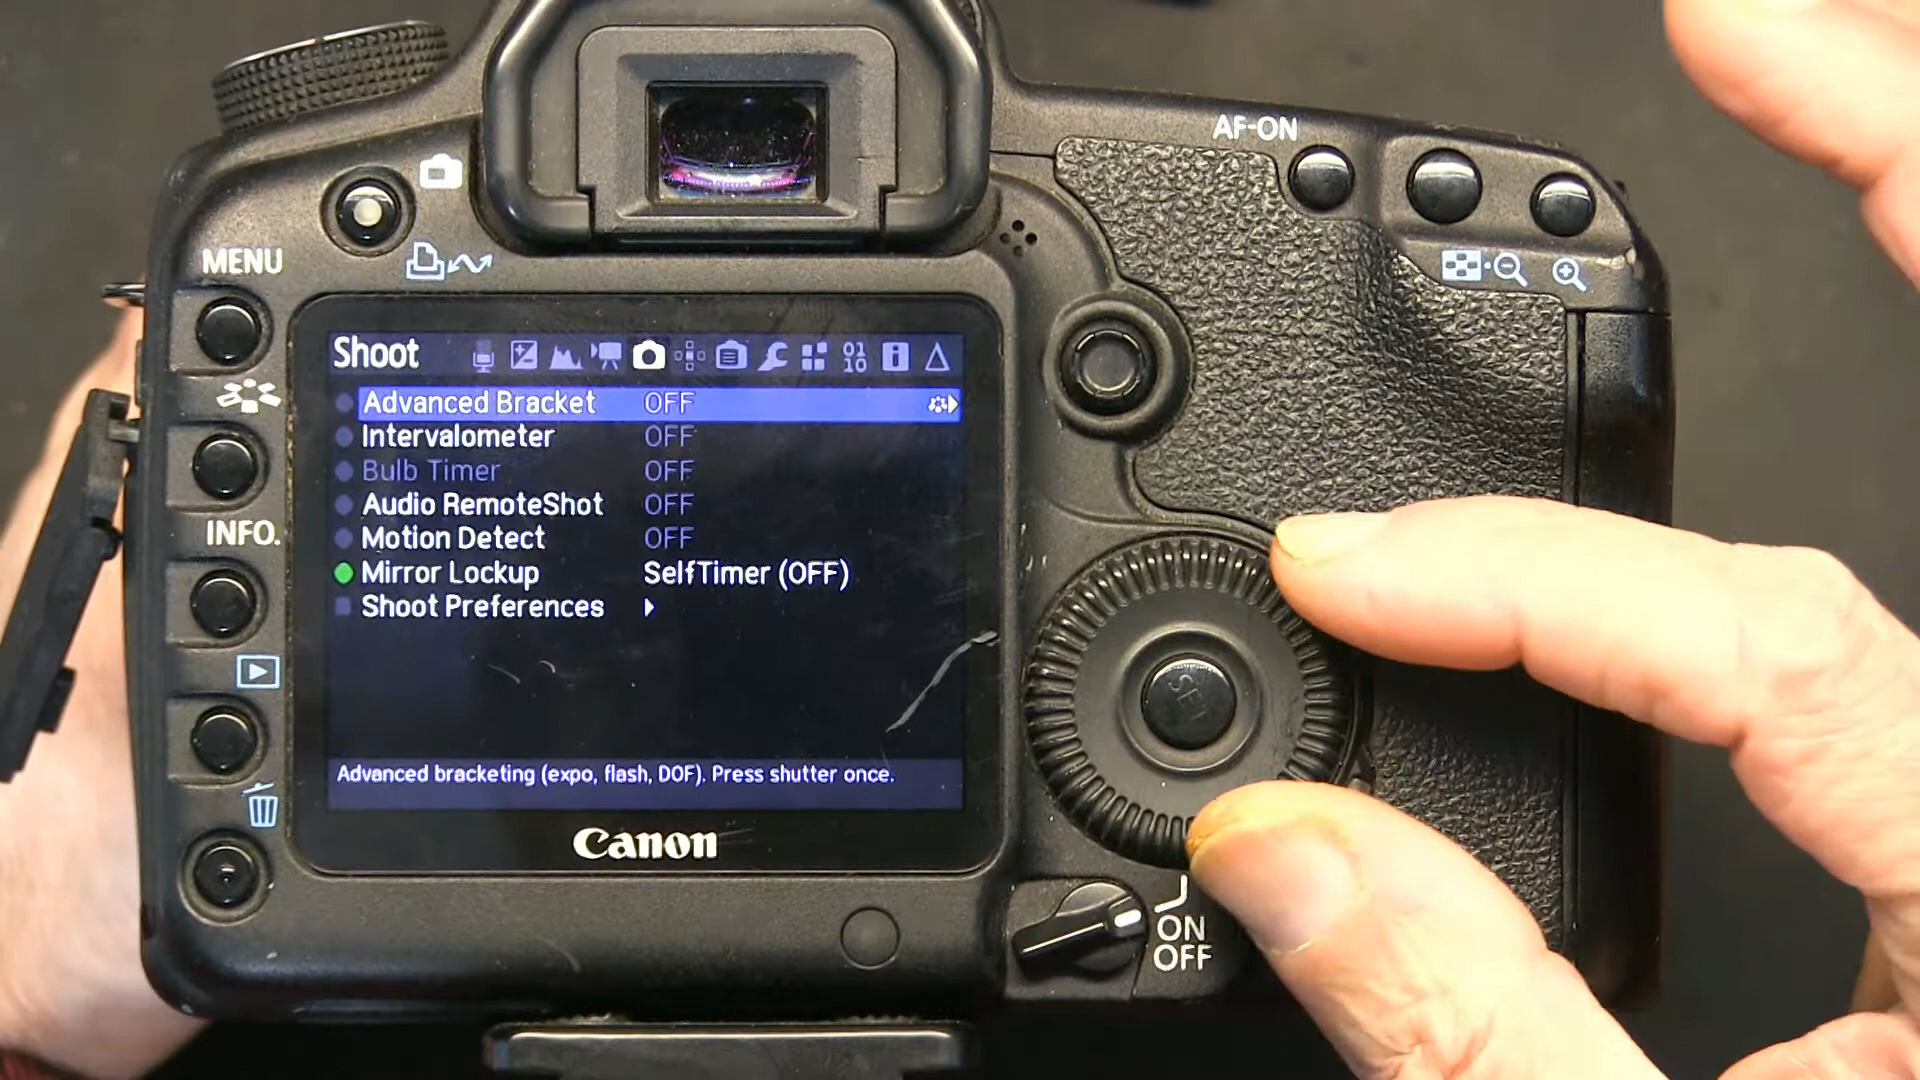 AF-ON
MENU
Shoot
Advanced Bracket OFF
Intervalometer OFF
Bulb Timer OFF
Audio RemoteShot OFF
Motion Detect OFF
Mirror Lockup SelfTimer (OFF)
Shoot Preferences
INFO.
Advanced bracketing (expo, flash, DOF). Press shutter once.
Canon
SET
ON
OFF